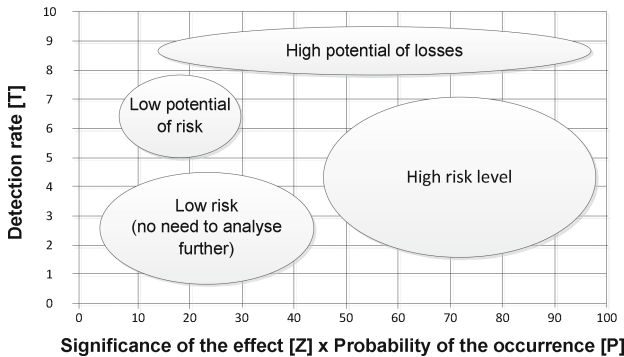 Detection rate [T]
10
9
8
7
6
5
4
3
2
1
0
High potential of losses
Low potential
of risk
High risk level
Low risk
(no need to analyse
further)
0 10 20 30 40 50 60 70 80 90 100
Significance of the effect [Z] x Probability of the occurrence [P]